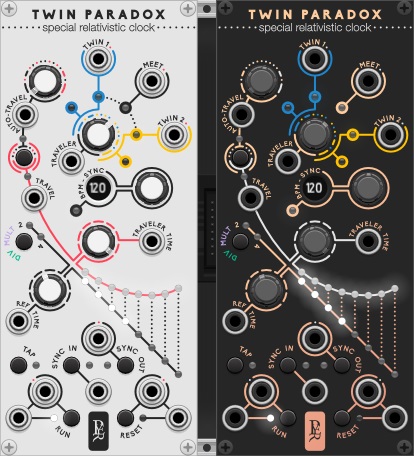 TWIN PARADOX
special relativistic clock
TWIN 1
MEET
AUTO-TRAVEL
TWIN 2
TRAVELER
SYNC
120
BPM
TRAVEL
TRAVELER TIME
2
4
MULT
DIV
REF TIME
TAP
SYNC IN
SYNC OUT
RUN
RESET
TWIN PARADOX
special relativistic clock
TWIN 1
MEET
AUTO-TRAVEL
TWIN 2
TRAVELER
SYNC
120
BPM
TRAVEL
TRAVELER TIME
2
4
MULT
DIV
REF TIME
TAP
SYNC IN
SYNC OUT
RUN
RESET